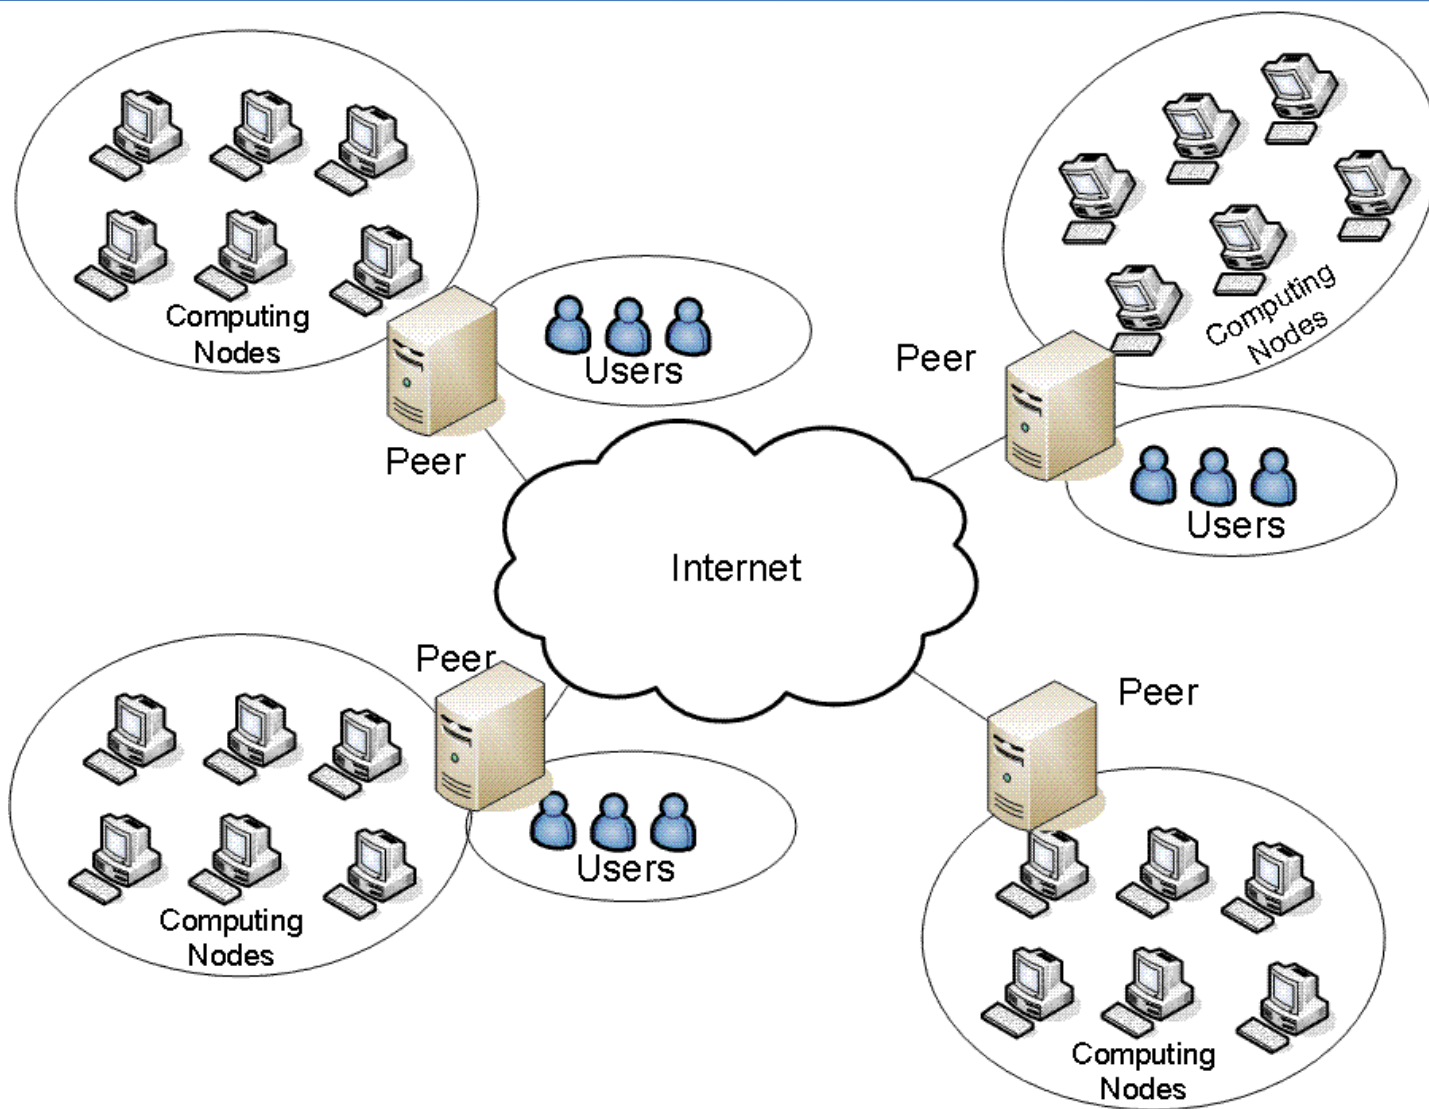 Computing
Nodes
Users
Peer
Peer
Computing
Nodes
Users
Internet
Peer
Computing
Nodes
Users
Peer
Computing
Nodes